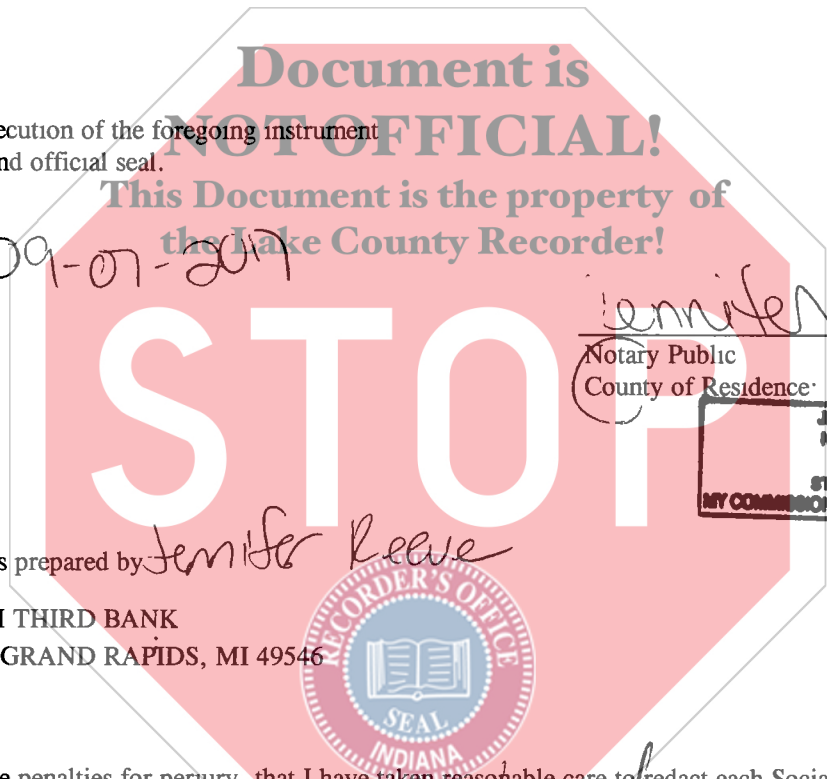 Document is
ecution of the foregoing instrument
NOT OFFICIAL!
nd official seal.
This Document is the property of
the Lake County Recorder!
09-07-2017
Jennifer
Notary Public
County of Residence
STOP
MY COMMISSION
s prepared by Jennifer Reeve
I THIRD BANK
GRAND RAPIDS, MI 49546
RECORDER'S OFFICE
SEAL
INDIANA
e penalties for perjury, that I have taken reasonable care to redact each Socia